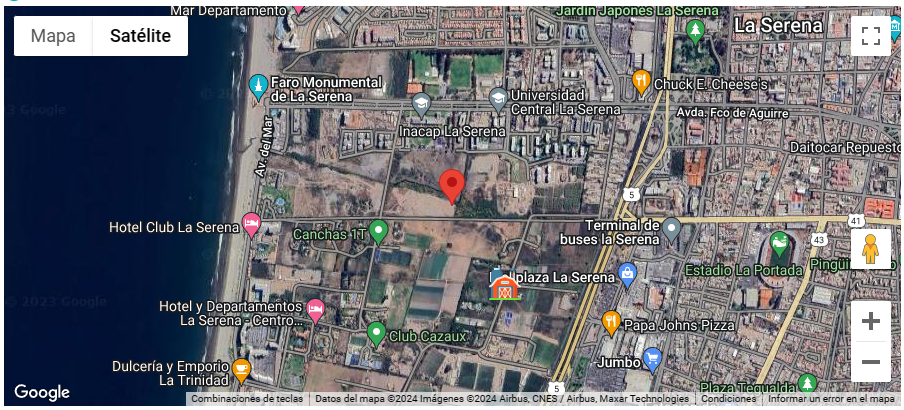 Mar Departamento
Jardín Japones La Serena
La Serena
Mapa
Satélite
Chuck E. Cheese's
Faro Monumental
de La Serena
Universidad
Central La Serena
Inacap La Serena
Avda. Fco de Aguirre
Av. del Mar
Daitocar Repuesto
5
41
Hotel Club La Serena
Canchas 1T
Terminal de
buses la Serena
43
Estadio La Portada
Pingüin
plaza La Serena
Hotel y Departamentos
La Serena - Centro...
Papa Johns Pizza
Club Cazaux
Jumbo
Dulcería y Emporio
La Trinidad
5
Plaza Tegualda
Google
2023 Google
Google
Combinaciones de teclas
Datos del mapa ©2024 Imágenes ©2024 Airbus, CNES / Airbus, Maxar Technologies
Condiciones
Informar un error en el mapa